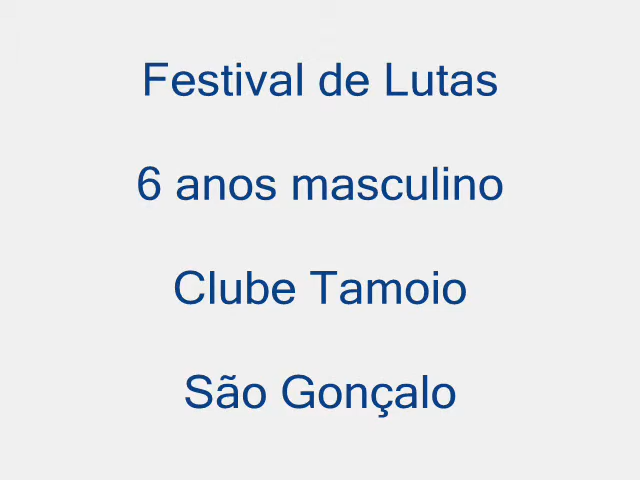 Festival de Lutas
6 anos masculino
Clube Tamoio
São Gonçalo